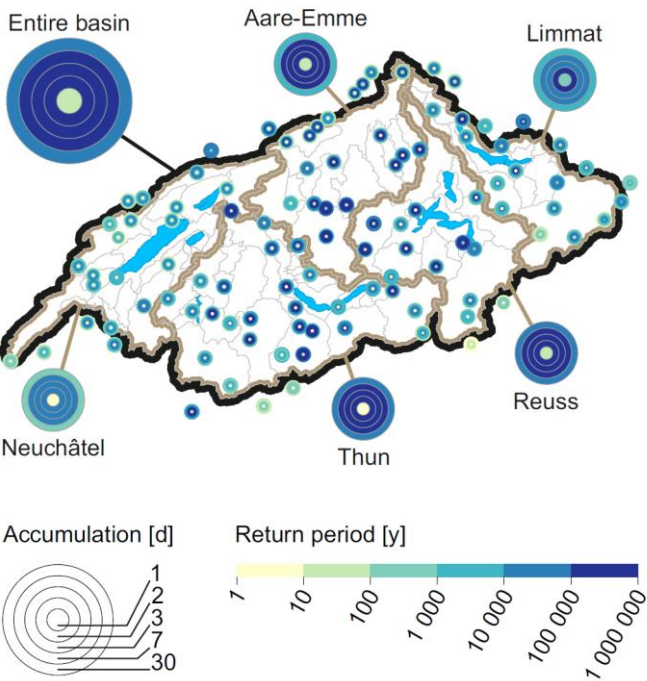 Entire basin
Aare-Emme
Limmat
Neuchâtel
Thun
Reuss
Accumulation [d]
1
2
3
7
30
Return period [y]
1
10
100
1 000
10 000
100 000
1 000 000